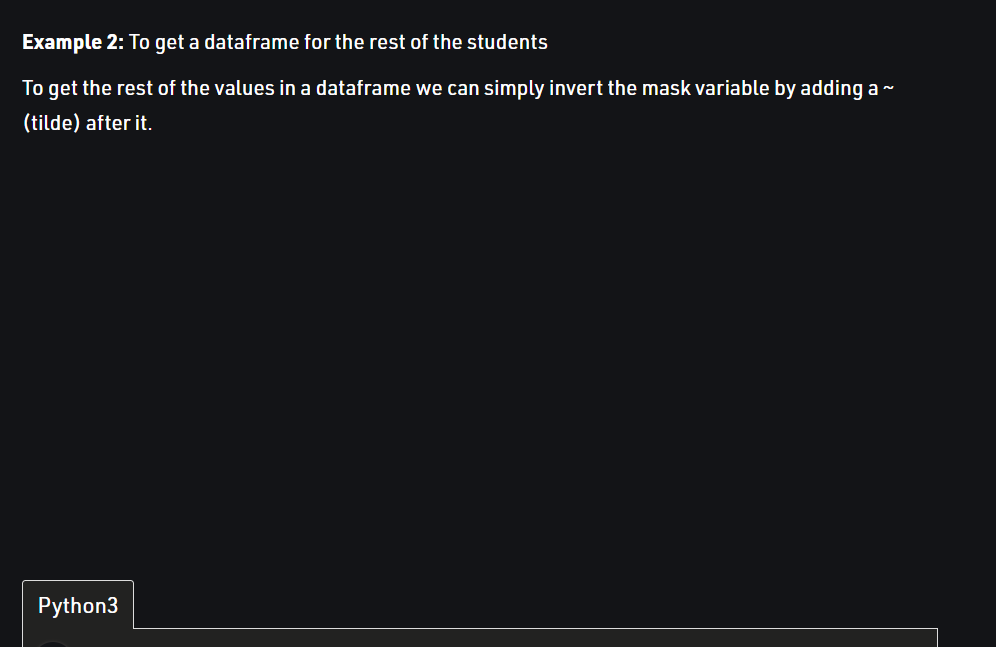 Example 2: To get a dataframe for the rest of the students
To get the rest of the values in a dataframe we can simply invert the mask variable by adding a ~
(tilde) after it.
Python3